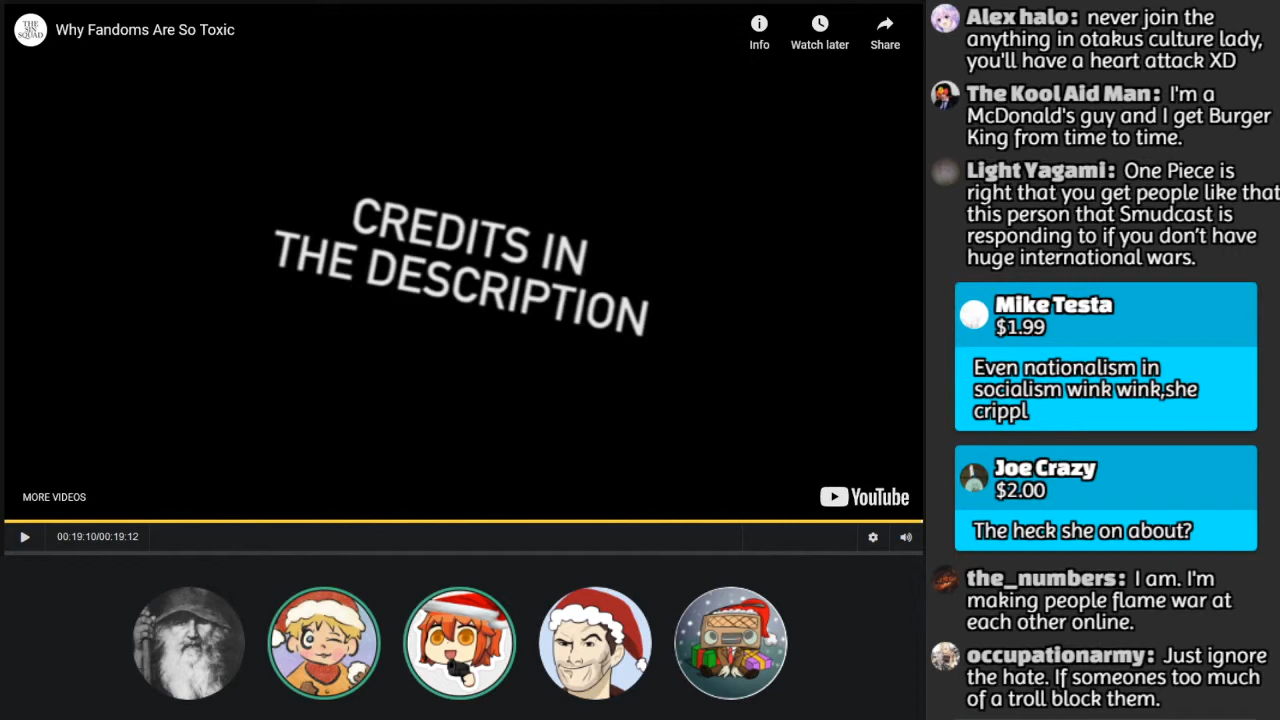 THE
SIN
SQUAD
Why Fandoms Are So Toxic
Info
Watch later
Share
CREDITS IN
THE DESCRIPTION
MORE VIDEOS
YouTube
00:19:10/00:19:12
Alex halo: never join the
anything in otakus culture lady,
you'll have a heart attack XD
The Kool Aid Man: I'm a
McDonald's guy and I get Burger
King from time to time.
Light Yagami: One Piece is
right that you get people like that
this person that Smudcast is
responding to if you don't have
huge international wars.
Mike Testa
$1.99
Even nationalism in
socialism wink wink,she
crippl
Joe Crazy
$2.00
The heck she on about?
the_numbers: I am. I'm
making people flame war at
each other online.
occupationarmy: Just ignore
the hate. If someones too much
of a troll block them.